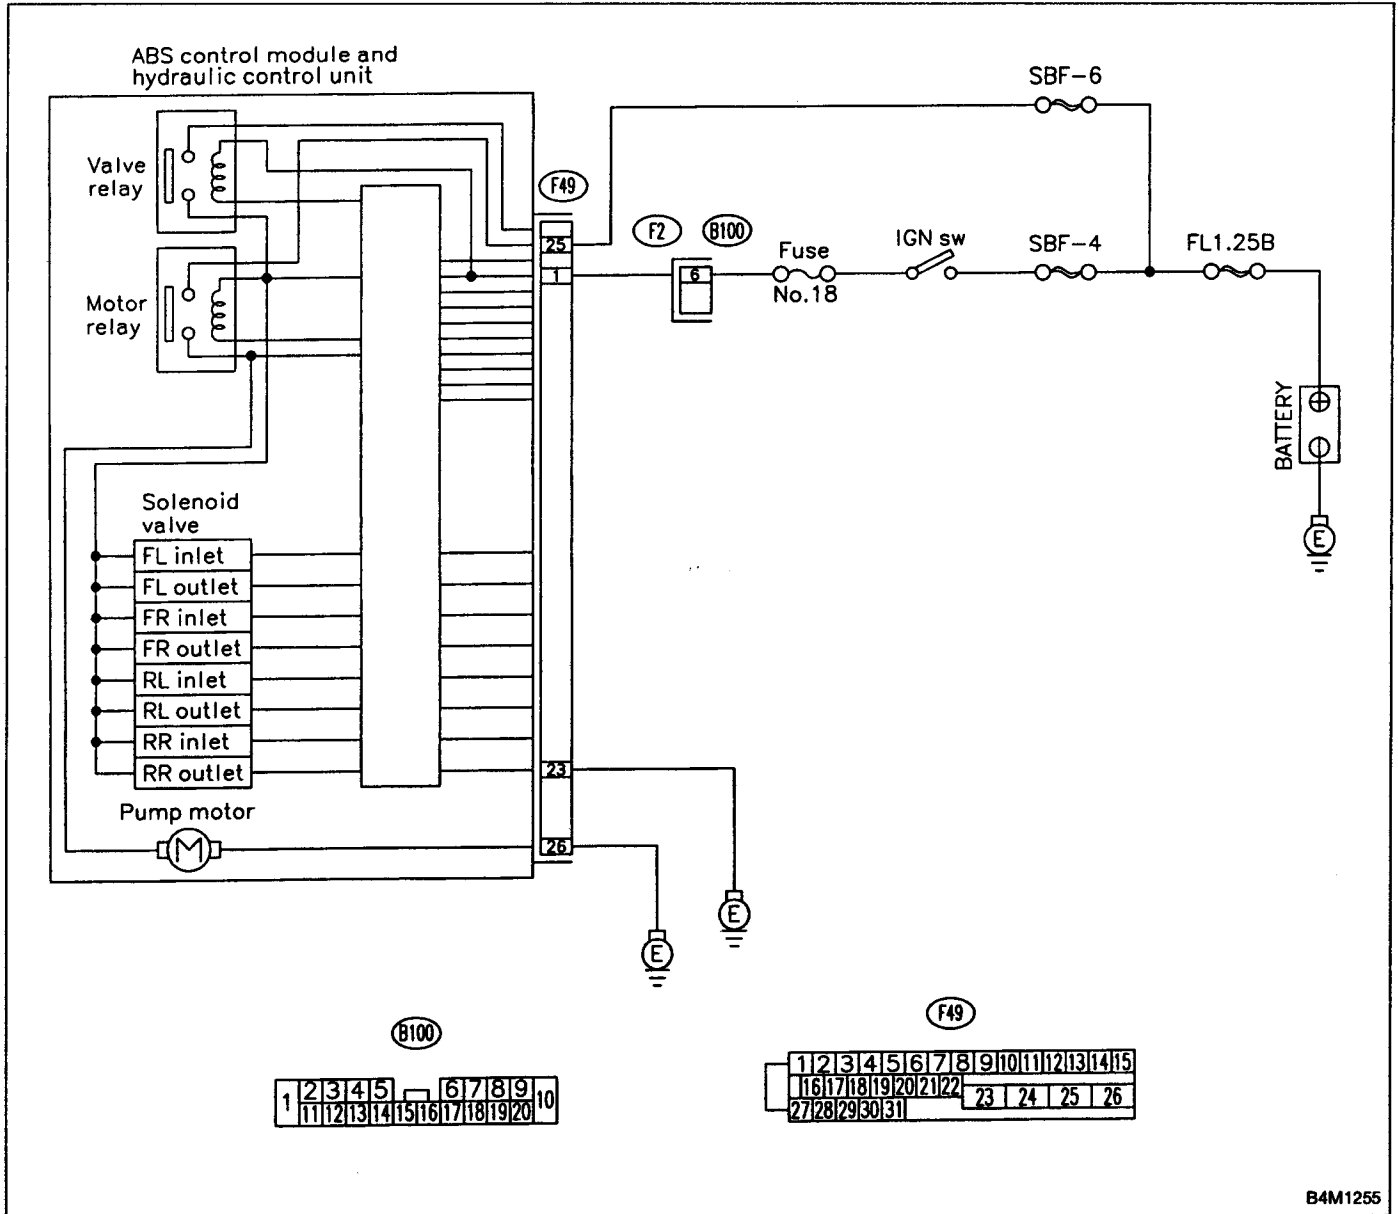 ABS control module and
hydraulic control unit
SBF-6
Valve
relay
F49
F2
B100
25
Fuse
IGN sw
SBF-4
FL1.25B
1
6
No.18
Motor
relay
BATTERY
Solenoid
valve
E
FL inlet
FL outlet
FR inlet
FR outlet
RL inlet
RL outlet
RR inlet
RR outlet
23
Pump motor
M
26
E
E
B100
F49
1 2 3 4 5 6 7 8 9 10
11 12 13 14 15 16 17 18 19 20
1 2 3 4 5 6 7 8 9 10 11 12 13 14 15
16 17 18 19 20 21 22 23 24 25 26
27 28 29 30 31
B4M1255